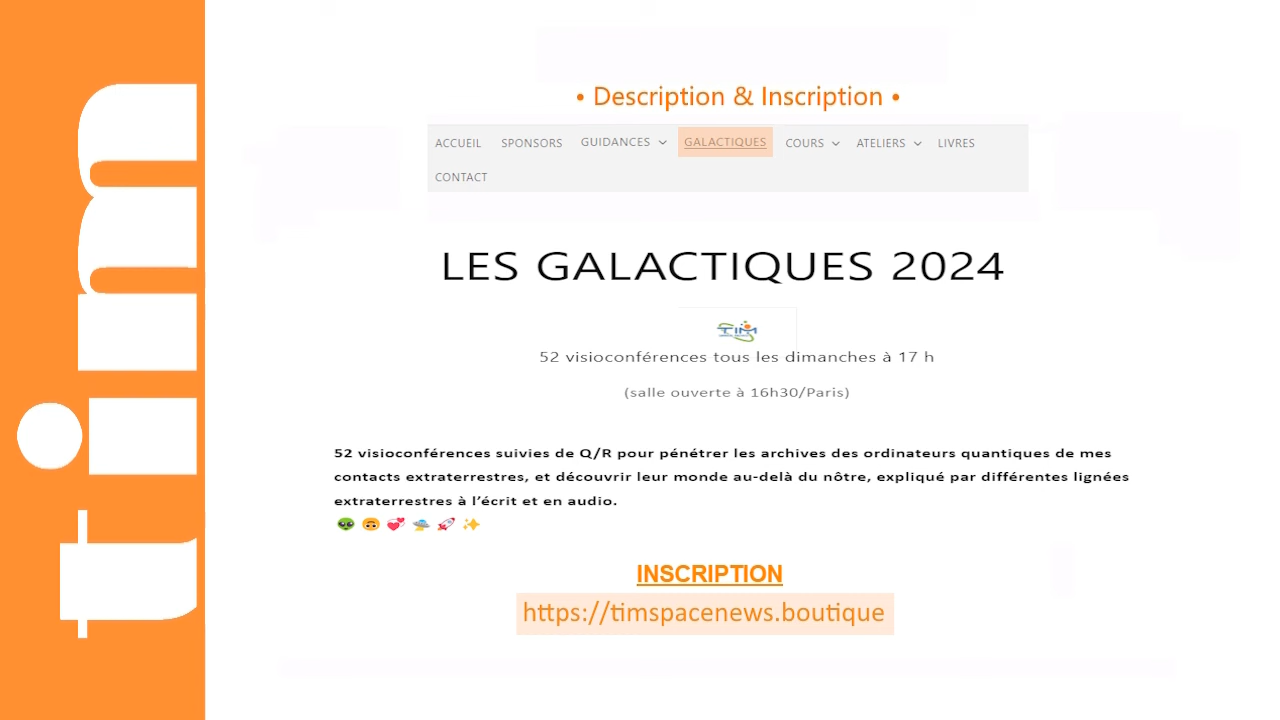 tim
• Description & Inscription •
ACCUEIL SPONSORS GUIDANCES GALACTIQUES COURS ATELIERS LIVRES
CONTACT
LES GALACTIQUES 2024
TIM
52 visioconférences tous les dimanches à 17 h
(salle ouverte à 16h30/Paris)
52 visioconférences suivies de Q/R pour pénétrer les archives des ordinateurs quantiques de mes
contacts extraterrestres, et découvrir leur monde au-delà du nôtre, expliqué par différentes lignées
extraterrestres à l’écrit et en audio.
INSCRIPTION
https://timspacenews.boutique